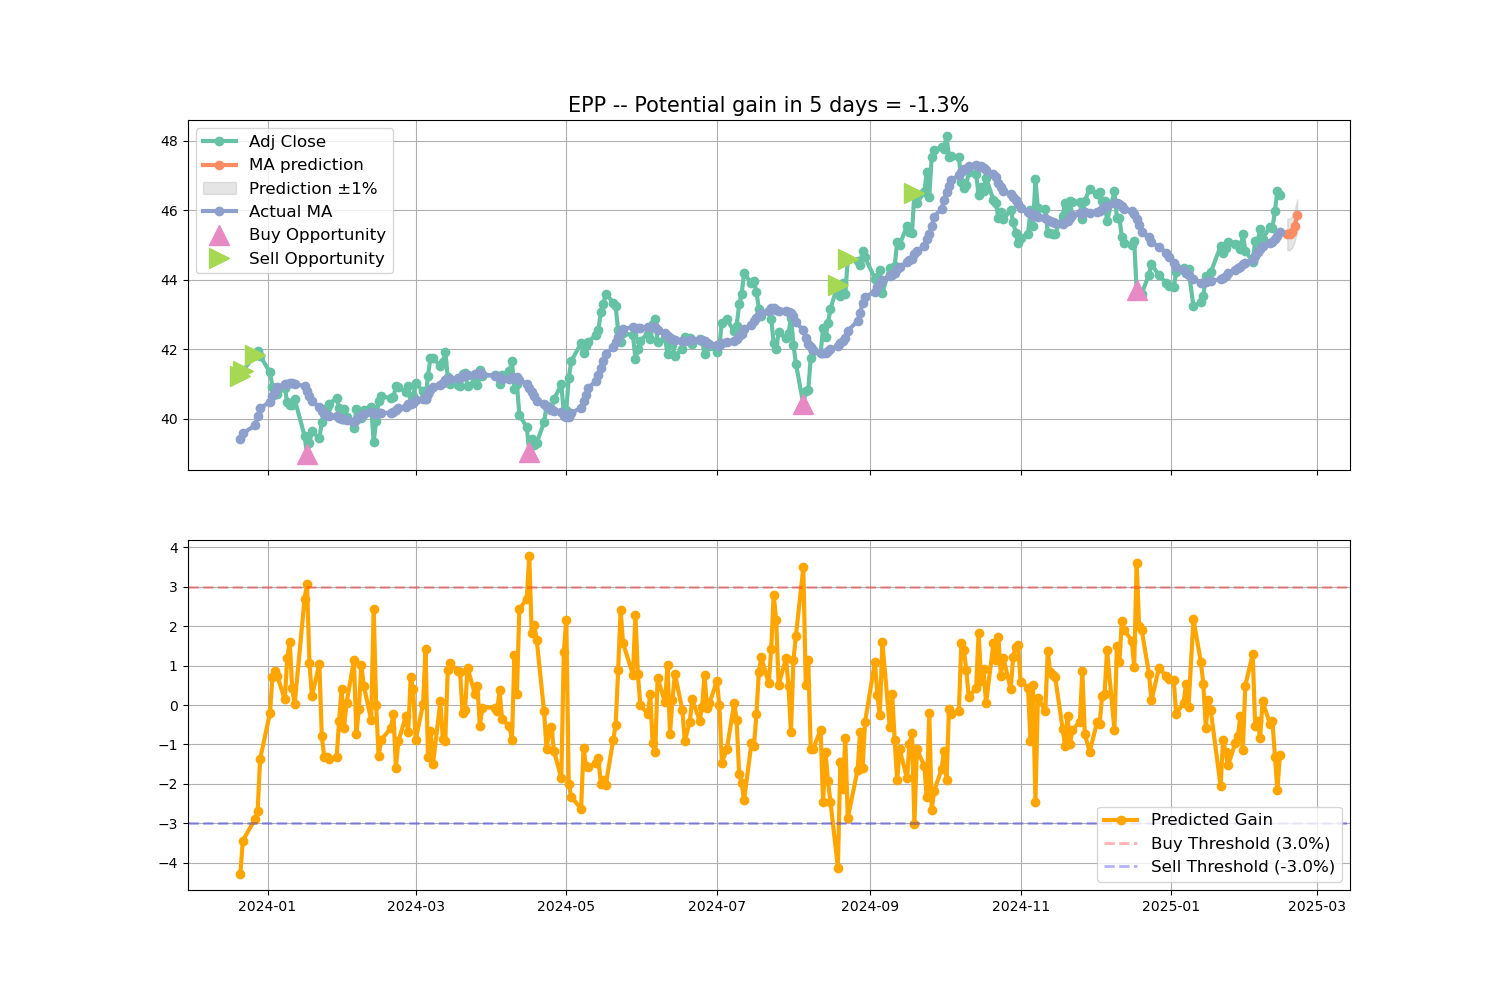 EPP -- Potential gain in 5 days = -1.3%
48
46
44
42
40
Adj Close
MA prediction
Prediction ±1%
Actual MA
Buy Opportunity
Sell Opportunity
4
3
2
1
0
−1
−2
−3
−4
Predicted Gain
Buy Threshold (3.0%)
Sell Threshold (-3.0%)
2024-01
2024-03
2024-05
2024-07
2024-09
2024-11
2025-01
2025-03